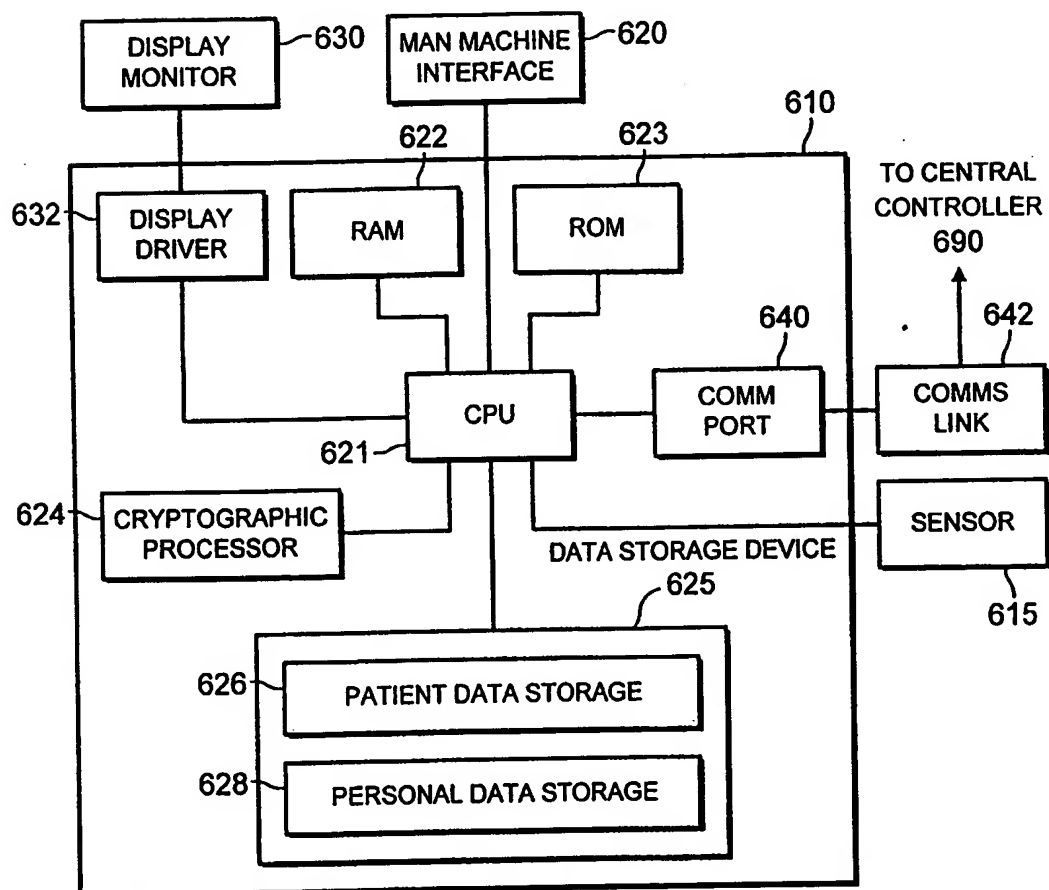 DISPLAY
MONITOR
630
MAN MACHINE
INTERFACE
620
610
622
623
TO CENTRAL
CONTROLLER
690
632
DISPLAY
DRIVER
RAM
ROM
640
642
CPU
621
COMM
PORT
COMMS
LINK
624
CRYPTOGRAPHIC
PROCESSOR
SENSOR
615
DATA STORAGE DEVICE
625
626
PATIENT DATA STORAGE
628
PERSONAL DATA STORAGE